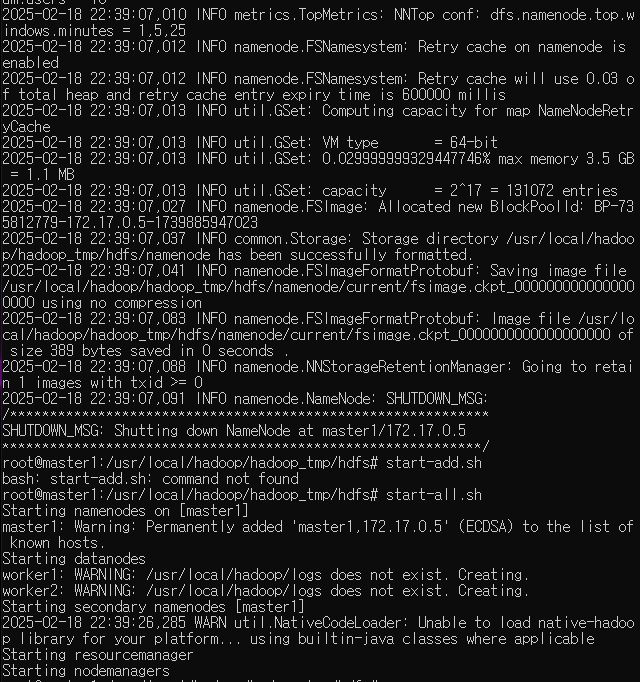 2025-02-18 22:39:07,010 INFO metrics.TopMetrics: NNTop conf: dfs.namenode.top.w
indows.minutes = 1,5,25
2025-02-18 22:39:07,012 INFO namenode.FSNamesystem: Retry cache on namenode is
enabled
2025-02-18 22:39:07,012 INFO namenode.FSNamesystem: Retry cache will use 0.03 o
f total heap and retry cache entry expiry time is 600000 millis
2025-02-18 22:39:07,013 INFO util.GSet: Computing capacity for map NameNodeRetr
yCache
2025-02-18 22:39:07,013 INFO util.GSet: VM type       = 64-bit
2025-02-18 22:39:07,013 INFO util.GSet: 0.029999999329447746% max memory 3.5 GB
 = 1.1 MB
2025-02-18 22:39:07,013 INFO util.GSet: capacity      = 2^17 = 131072 entries
2025-02-18 22:39:07,027 INFO namenode.FSImage: Allocated new BlockPoolId: BP-73
5812779-172.17.0.5-1739885947023
2025-02-18 22:39:07,037 INFO common.Storage: Storage directory /usr/local/hadoo
p/hadoop_tmp/hdfs/namenode has been successfully formatted.
2025-02-18 22:39:07,041 INFO namenode.FSImageFormatProtobuf: Saving image file
/usr/local/hadoop/hadoop_tmp/hdfs/namenode/current/fsimage.ckpt_000000000000000
0000 using no compression
2025-02-18 22:39:07,083 INFO namenode.FSImageFormatProtobuf: Image file /usr/lo
cal/hadoop/hadoop_tmp/hdfs/namenode/current/fsimage.ckpt_0000000000000000000 of
 size 389 bytes saved in 0 seconds .
2025-02-18 22:39:07,088 INFO namenode.NNStorageRetentionManager: Going to retai
n 1 images with txid >= 0
2025-02-18 22:39:07,091 INFO namenode.NameNode: SHUTDOWN_MSG:
/************************************************************
SHUTDOWN_MSG: Shutting down NameNode at master1/172.17.0.5
************************************************************/
root@master1:/usr/local/hadoop/hadoop_tmp/hdfs# start-add.sh
bash: start-add.sh: command not found
root@master1:/usr/local/hadoop/hadoop_tmp/hdfs# start-all.sh
Starting namenodes on [master1]
master1: Warning: Permanently added 'master1,172.17.0.5' (ECDSA) to the list of
 known hosts.
Starting datanodes
worker1: WARNING: /usr/local/hadoop/logs does not exist. Creating.
worker2: WARNING: /usr/local/hadoop/logs does not exist. Creating.
Starting secondary namenodes [master1]
2025-02-18 22:39:26,285 WARN util.NativeCodeLoader: Unable to load native-hadoo
p library for your platform... using builtin-java classes where applicable
Starting resourcemanager
Starting nodemanagers